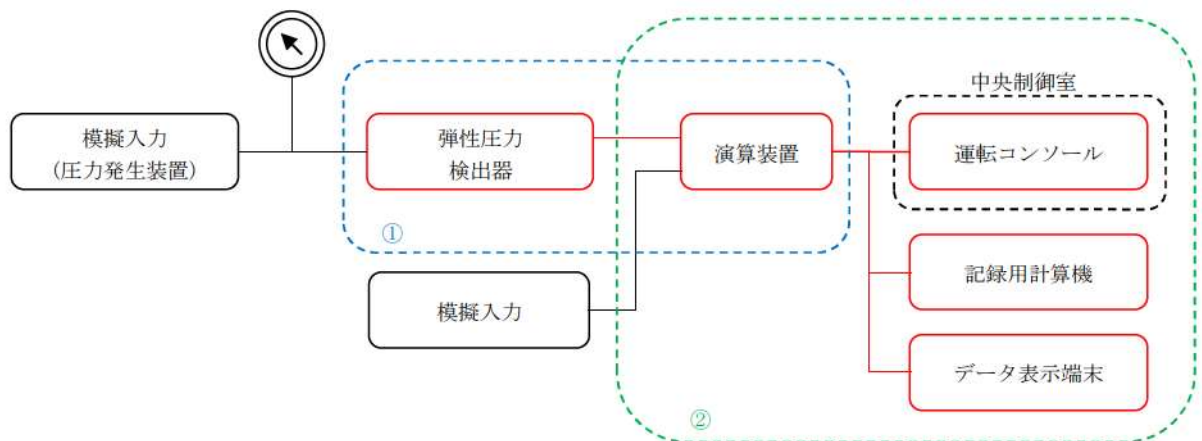 中央制御室
模擬入力
(圧力発生装置)
弾性圧力
検出器
演算装置
運転コンソール
①
模擬入力
記録用計算機
データ表示端末
②